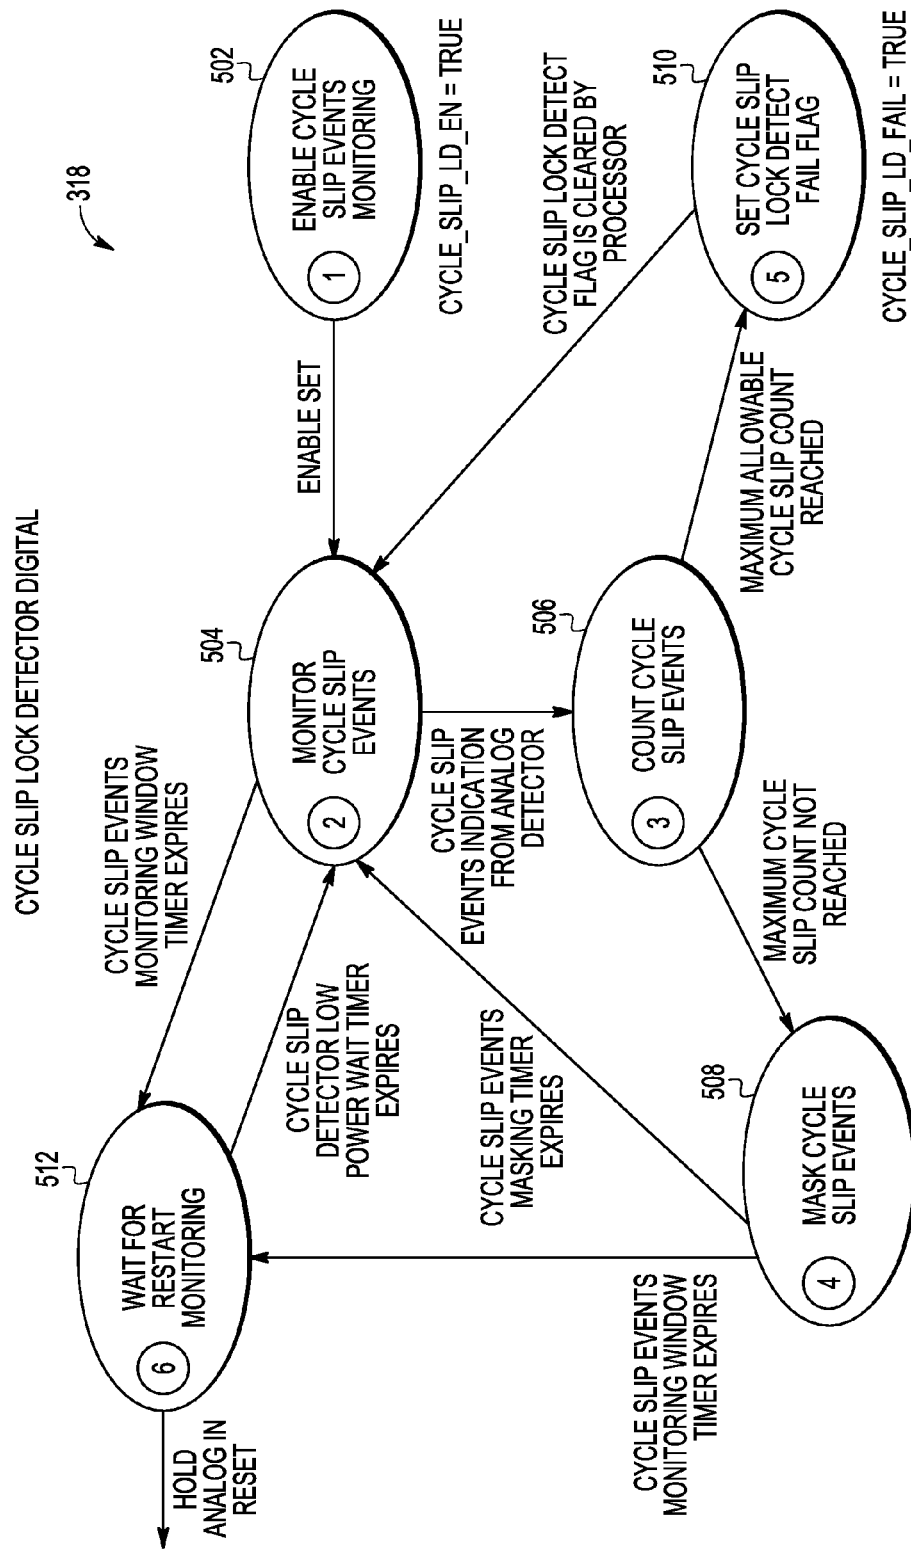 CYCLE SLIP LOCK DETECTOR DIGITAL
318
502
ENABLE CYCLE
SLIP EVENTS
MONITORING
1
CYCLE_SLIP_LD_EN = TRUE
ENABLE SET
504
MONITOR
CYCLE SLIP
EVENTS
2
CYCLE SLIP EVENTS
MONITORING WINDOW
TIMER EXPIRES
512
WAIT FOR
RESTART
MONITORING
6
HOLD
ANALOG IN
RESET
CYCLE SLIP
DETECTOR LOW
POWER WAIT TIMER
EXPIRES
CYCLE SLIP
EVENTS INDICATION
FROM ANALOG
DETECTOR
CYCLE SLIP LOCK DETECT
FLAG IS CLEARED BY
PROCESSOR
CYCLE SLIP EVENTS
MASKING TIMER
EXPIRES
506
COUNT CYCLE
SLIP EVENTS
3
MAXIMUM ALLOWABLE
CYCLE SLIP COUNT
REACHED
510
SET CYCLE SLIP
LOCK DETECT
FAIL FLAG
5
CYCLE_SLIP_LD_FAIL = TRUE
MAXIMUM CYCLE
SLIP COUNT NOT
REACHED
508
MASK CYCLE
SLIP EVENTS
4
CYCLE SLIP EVENTS
MONITORING WINDOW
TIMER EXPIRES